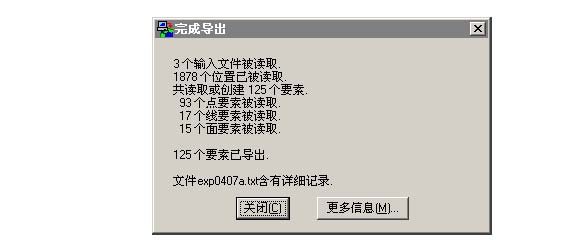 完成导出
3个输入文件被读取.
1878个位置已被读取.
共读取或创建 125个要素.
93个点要素被读取.
17个线要素被读取.
15个面要素被读取.
125个要素已导出.
文件exp0407a.txt含有详细记录.
关闭(C) 更多信息(M)...